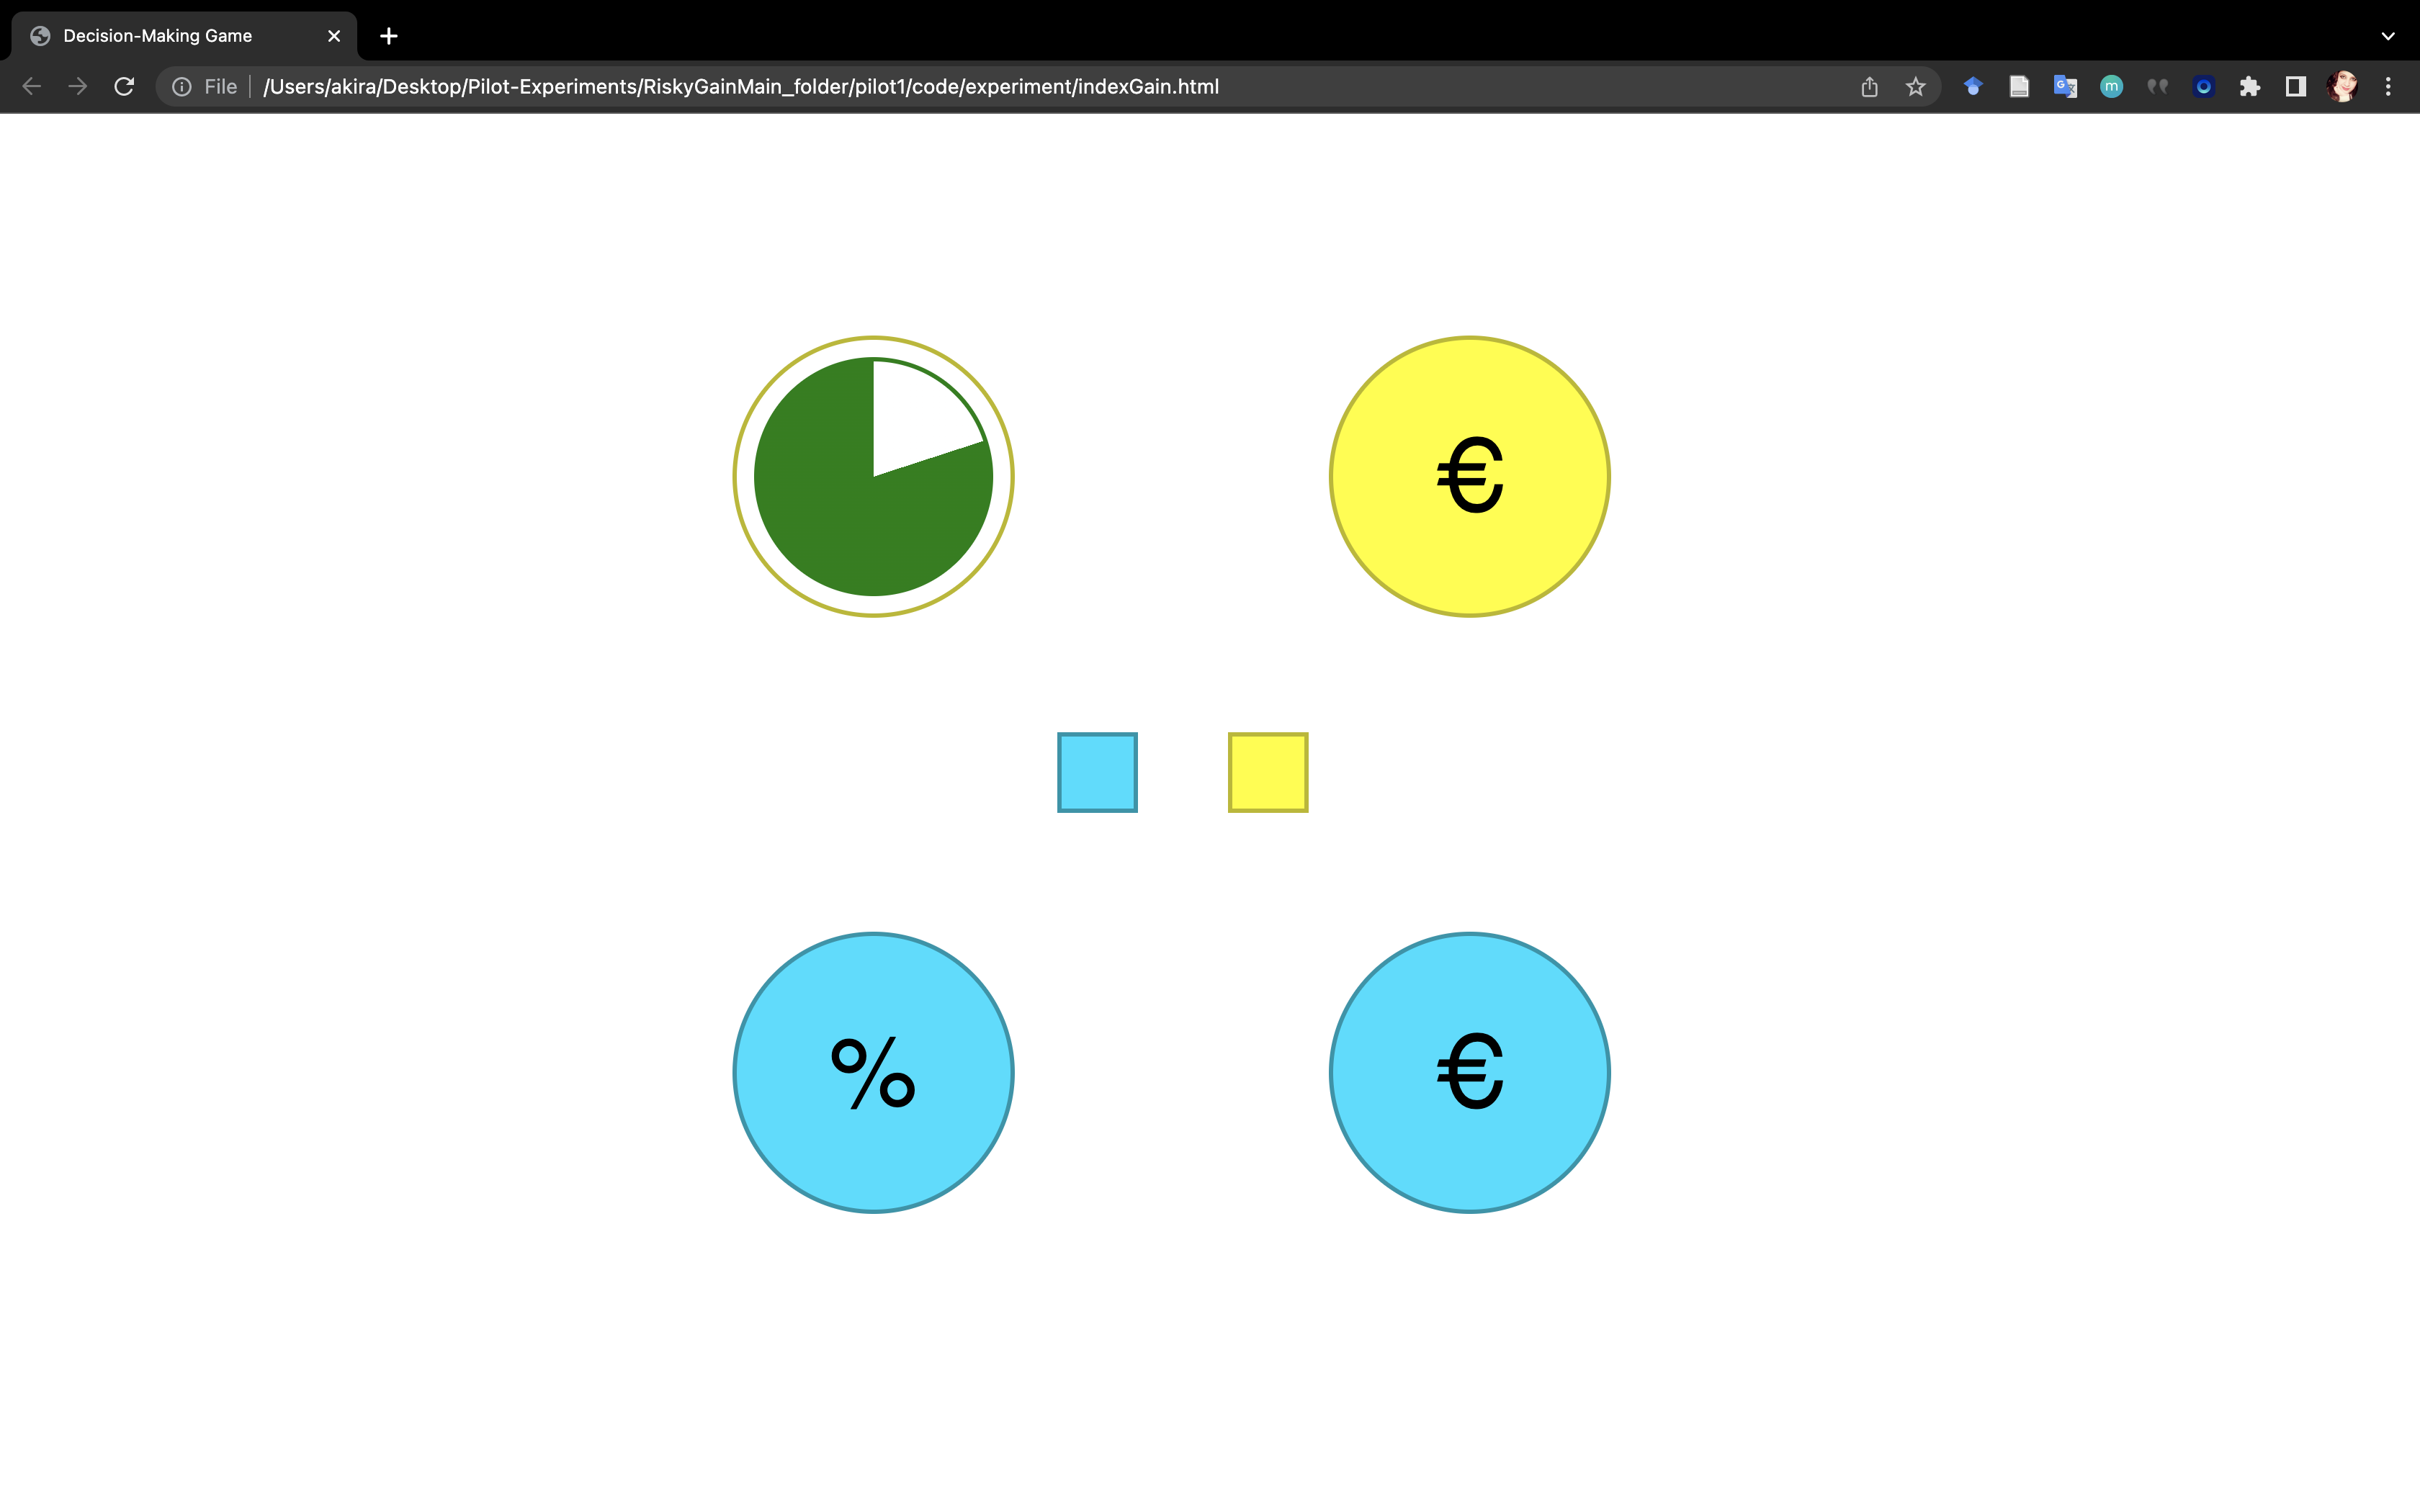 Decision-Making Game
File /Users/akira/Desktop/Pilot-Experiments/RiskyGainMain_folder/pilot1/code/experiment/indexGain.html
m
€
% €